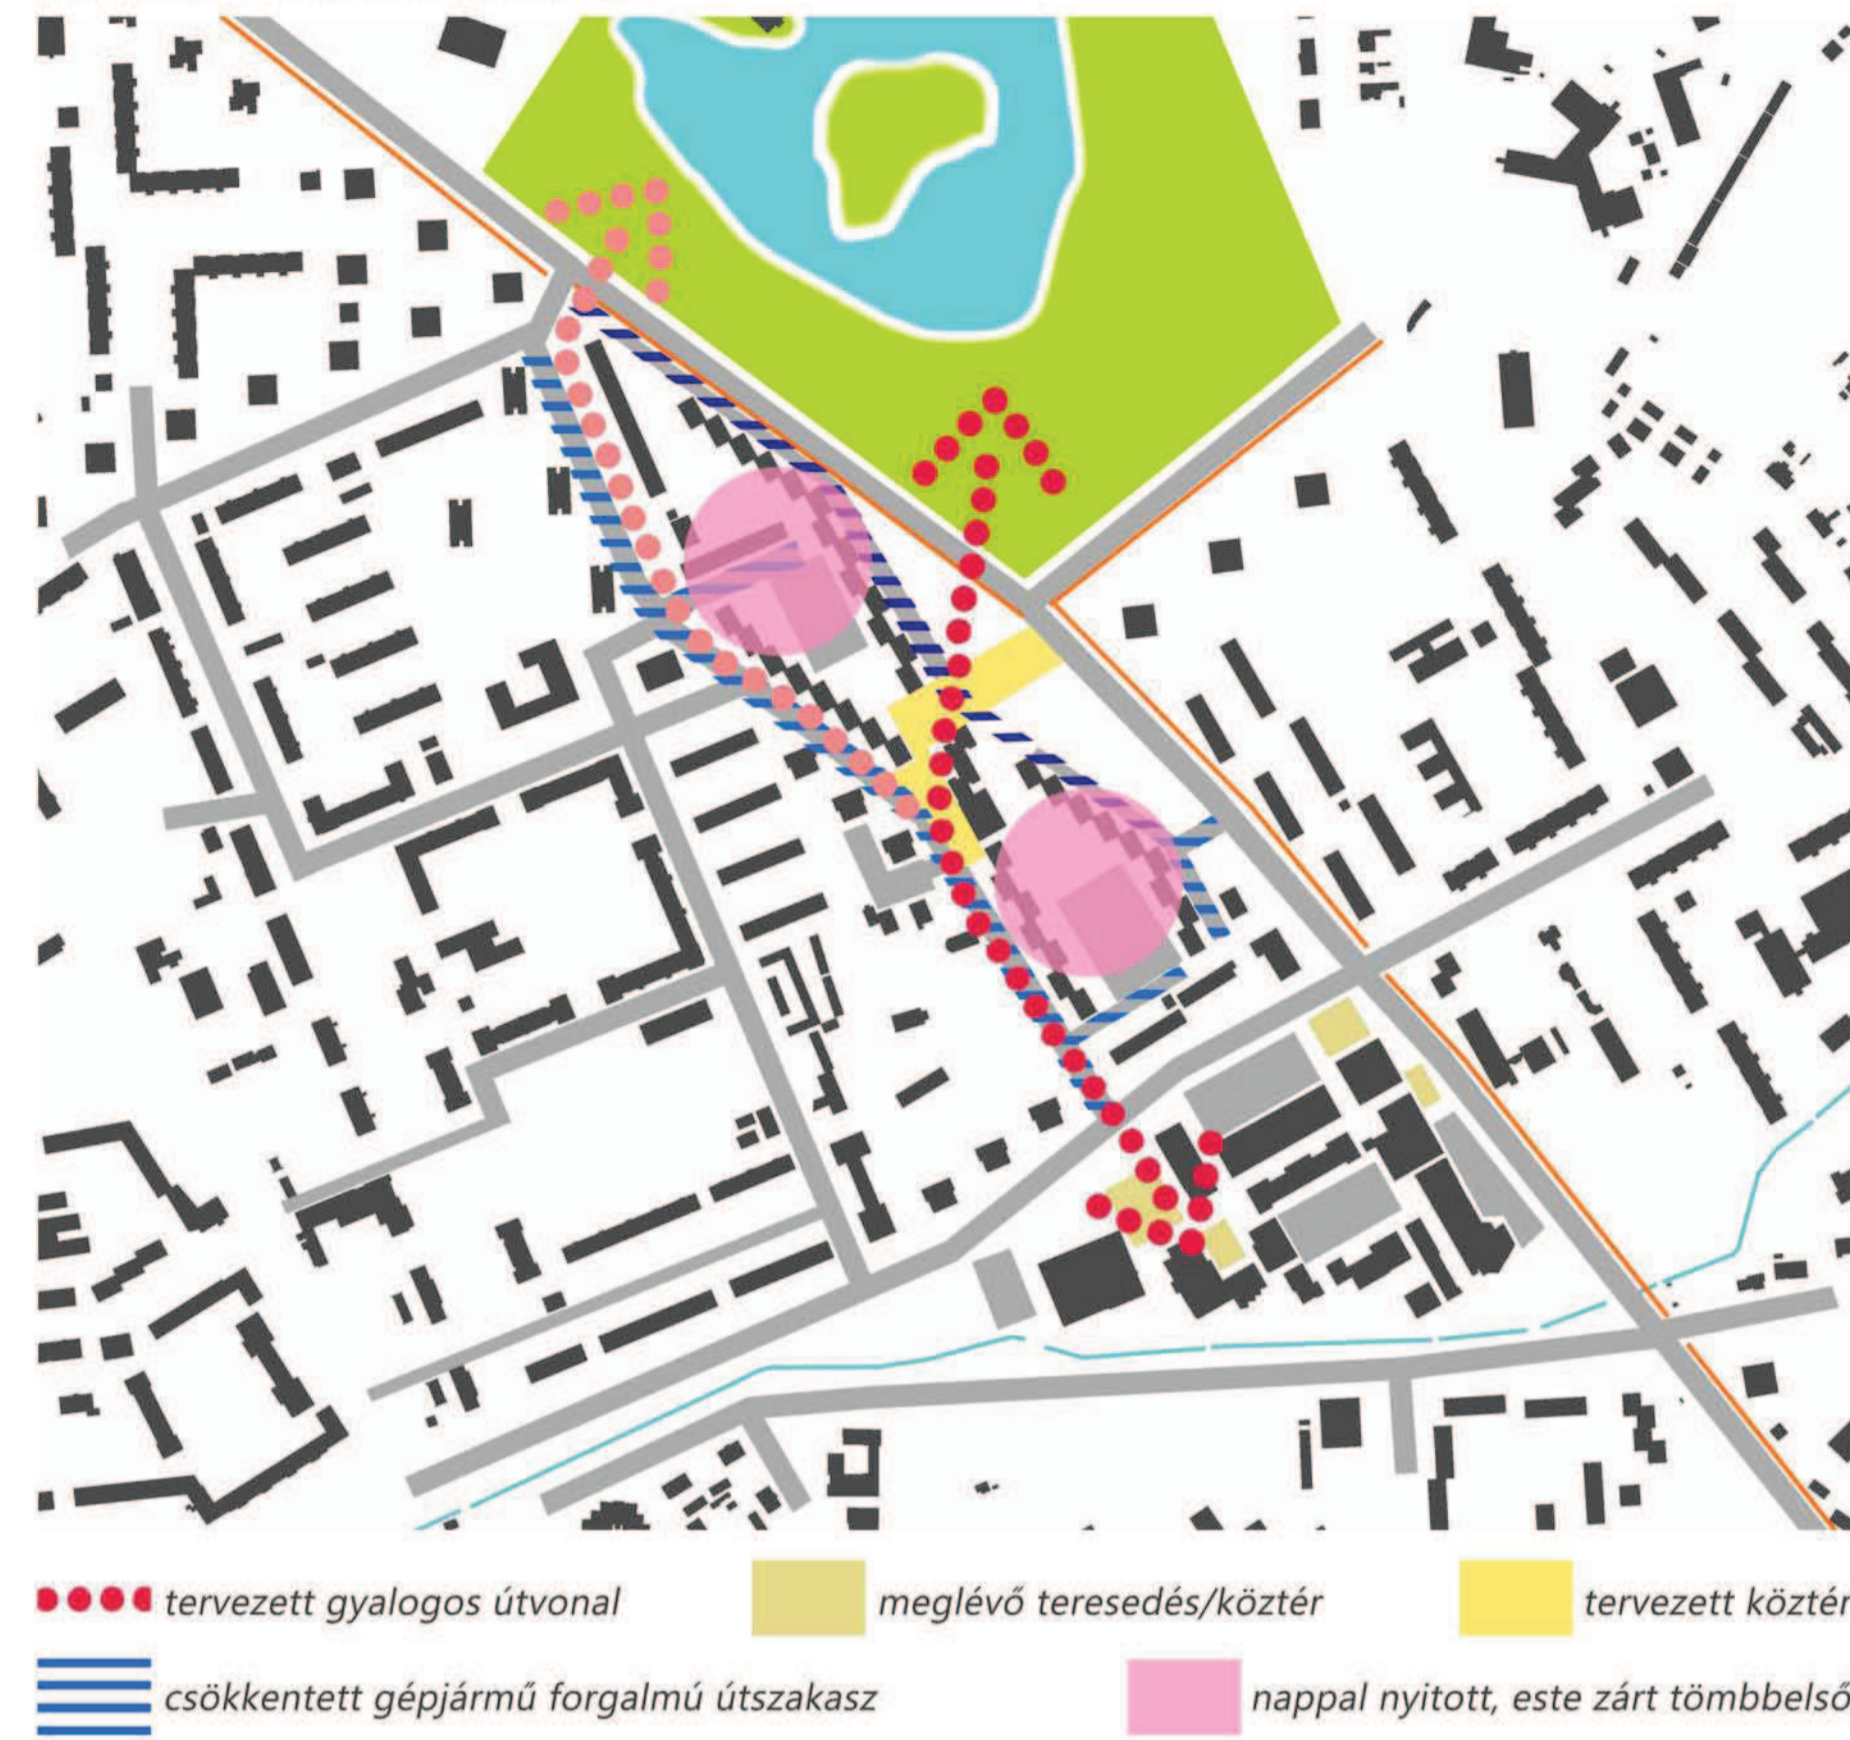 tervezett gyalogos útvonal
meglévő teresedés/köztér
tervezett köztér
csökkentett gépjármű forgalmú útszakasz
nappal nyitott, este zárt tömbbelső